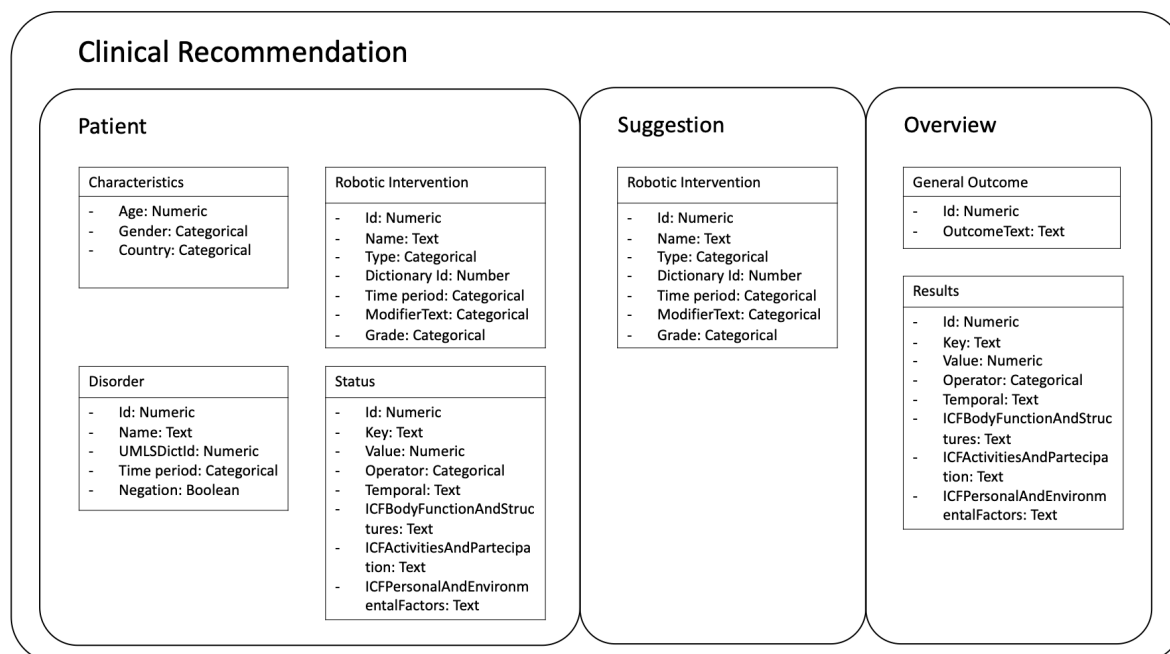 Clinical Recommendation
Patient
Characteristics
- Age: Numeric
- Gender: Categorical
- Country: Categorical
Robotic Intervention
- Id: Numeric
- Name: Text
- Type: Categorical
- Dictionary Id: Number
- Time period: Categorical
- ModifierText: Categorical
- Grade: Categorical
Disorder
- Id: Numeric
- Name: Text
- UMLSDictId: Numeric
- Time period: Categorical
- Negation: Boolean
Status
- Id: Numeric
- Key: Text
- Value: Numeric
- Operator: Categorical
- Temporal: Text
- ICFBodyFunctionAndStruc
tures: Text
- ICFActivitiesAndPartecipa
tion: Text
- ICFPersonalAndEnvironm
entalFactors: Text
Suggestion
Robotic Intervention
- Id: Numeric
- Name: Text
- Type: Categorical
- Dictionary Id: Number
- Time period: Categorical
- ModifierText: Categorical
- Grade: Categorical
Overview
General Outcome
- Id: Numeric
- OutcomeText: Text
Results
- Id: Numeric
- Key: Text
- Value: Numeric
- Operator: Categorical
- Temporal: Text
- ICFBodyFunctionAndStruc
tures: Text
- ICFActivitiesAndPartecipa
tion: Text
- ICFPersonalAndEnvironm
entalFactors: Text